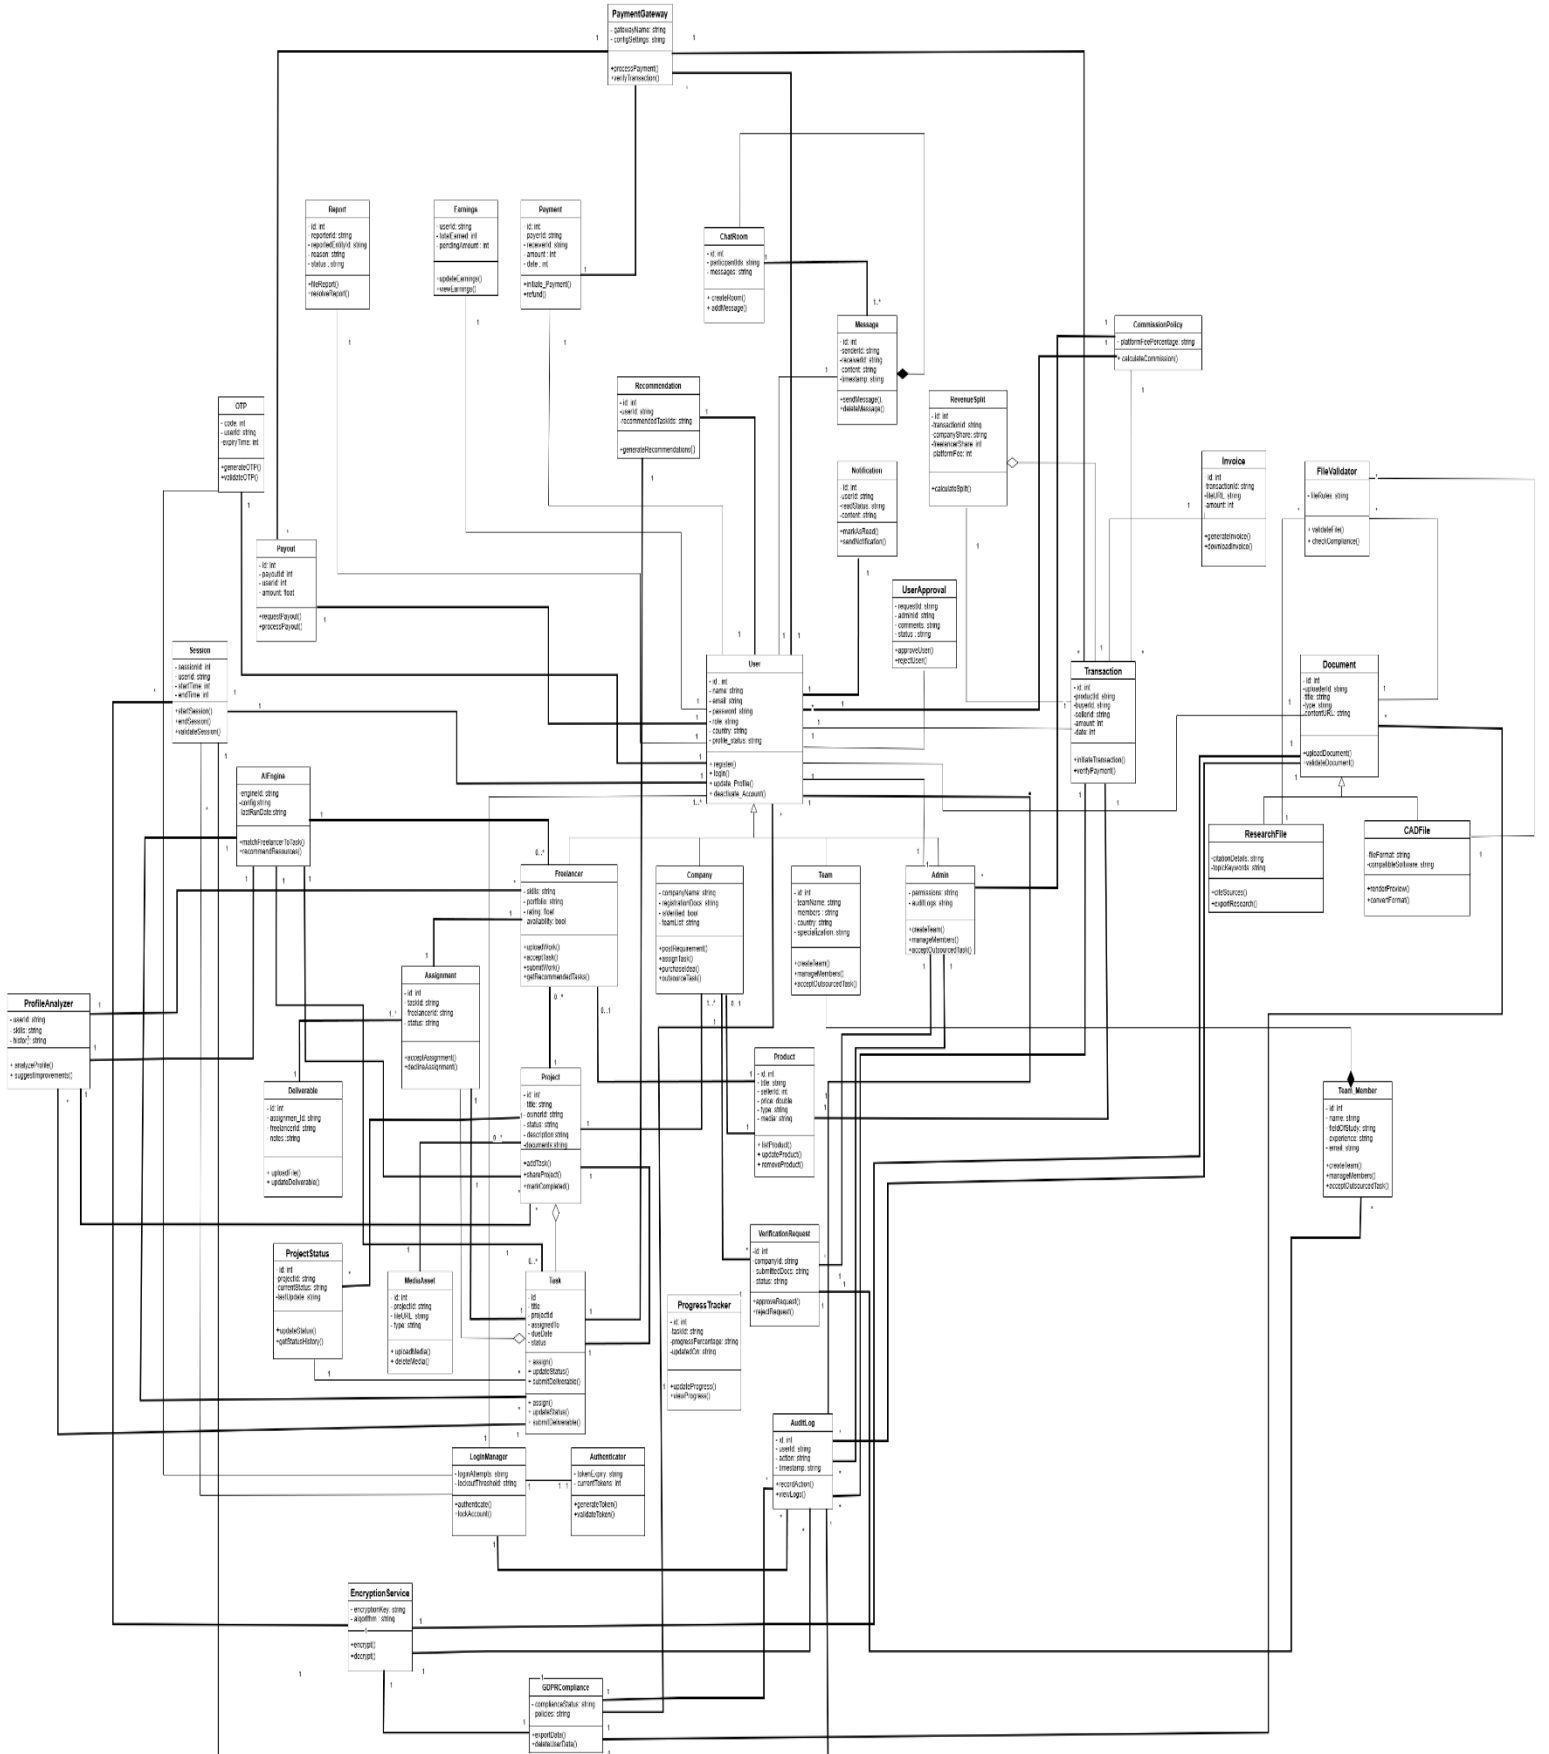 PaymentGateway
- gatewayName: string
- configSettings: string
+processPayment()
+verifyTransaction()
Report
- id: int
- reporterId: string
- reportedEntityId: string
- reason: string
- status : string
+fileReport()
+resolveReport()
Earnings
- userId: string
- totalEarned: int
- pendingAmount : int
+updateEarnings()
+viewEarnings()
Payment
- id: int
- payerId: string
- receiverId: string
- amount : int
- date : int
+initiate_Payment()
+refund()
ChatRoom
- id: int
- participantIds: string
- messages: string
+ createRoom()
+ addMessage()
Message
- id: int
-senderId: string
-receiverId: string
-content: string
-timestamp: string
+sendMessage()
+deleteMessage()
CommissionPolicy
- platformFeePercentage: string
+ calculateCommission()
Recommendation
- id: int
-userId: string
-recommendedTaskIds: string
+generateRecommendations()
RevenueSplit
- id: int
-transactionId: string
-companyShare: string
-freelancerShare: int
-platformFee: int
+calculateSplit()
OTP
- code: int
- userId: string
-expiryTime: int
+generateOTP()
+validateOTP()
Notification
- id: int
-userId: string
-readStatus: string
-content: string
+markAsRead()
+sendNotification()
Invoice
- id: int
-transactionId: string
-fileURL: string
-amount: int
+generateInvoice()
+downloadInvoice()
FileValidator
- fileRules: string
+ validateFile()
+ checkCompliance()
Payout
- id: int
- payoutId: int
- userId: int
- amount: float
+requestPayout()
+processPayout()
UserApproval
- requestId: string
- adminId: string
- comments: string
- status : string
+approveUser()
+rejectUser()
Session
- sessionId: int
- userId: string
- startTime: int
- endTime: int
+startSession()
+endSession()
+validateSession()
User
- id: int
- name: string
- email: string
- password: string
- role: string
- country: string
- profile_status: string
+ register()
+ login()
+ update_Profile()
+ deactivate_Account()
Transaction
- id: int
-productId: string
-buyerId: string
-sellerId: string
-amount: int
-date: int
+initiateTransaction()
+verifyPayment()
Document
- id: int
-uploaderId: string
-title: string
-type: string
-contentURL: string
+uploadDocument()
+validateDocument()
AIEngine
-engineId: string
-config:string
-lastRunDate:string
+matchFreelancerToTask()
+recommendResources()
Freelancer
- skills: string
- portfolio: string
- rating: float
availability: bool
+uploadWork()
+acceptTask()
+submitWork()
+getRecommendedTasks()
Company
- companyName: string
- registrationDocs: string
- isVerified: bool
- teamList: string
+postRequirement()
+assignTask()
+purchaseIdea()
+outsourceTask()
Team
- id: int
- teamName: string
- members : string
- country: string
- specialization: string
+createTeam()
+manageMembers()
+acceptOutsourcedTask()
Admin
- permissions: string
- auditLogs: string
+createTeam()
+manageMembers()
+acceptOutsourcedTask()
ResearchFile
-citationDetails: string
-topicKeywords: string
+citeSources()
+exportResearch()
CADFile
-fileFormat: string
-compatibleSoftware: string
+renderPreview()
+convertFormat()
ProfileAnalyzer
- userId: string
- skills: string
- history: string
+ analyzeProfile()
+ suggestImprovements()
Assignment
- id: int
- taskId: string
- freelancerId: string
- status: string
+acceptAssignment()
+declineAssignment()
Deliverable
- id: int
- assignmen_Id: string
- freelancerId: string
- notes :string
+ uploadFile()
+ updateDeliverable()
Project
- id: int
- title: string
- ownerId: string
- status: string
- description:string
-documents:string
+addTask()
+shareProject()
+markCompleted()
Product
- id: int
- title: string
- sellerId: int
- price: double
- type: string
- media: string
+ listProduct()
+ updateProduct()
+ removeProduct()
Team_Member
- id: int
- name: string
- fieldOfStudy: string
- experience: string
- email: string
+createTeam()
+manageMembers()
+acceptOutsourcedTask()
ProjectStatus
- id: int
-projectId: string
-currentStatus: string
-lastUpdate: string
+updateStatus()
+getStatusHistory()
MediaAsset
- id: int
- projectId: string
- fileURL: string
- type: string
+ uploadMedia()
+ deleteMedia()
Task
- id
- title
- projectId
- assignedTo
- dueDate
- status
+ assign()
+ updateStatus()
+ submitDeliverable()
+ assign()
+ updateStatus()
+ submitDeliverable()
VerificationRequest
-id: int
-companyId: string
-submittedDocs: string
- status: string
+approveRequest()
+rejectRequest()
ProgressTracker
- id: int
-taskId: string
-progressPercentage: string
-updatedOn: string
+updateProgress()
+viewProgress()
AuditLog
- id: int
- userId: string
- action: string
- timestamp: string
+recordAction()
+viewLogs()
LoginManager
- loginAttempts: string
- lockoutThreshold: string
+authenticate()
+lockAccount()
Authenticator
- tokenExpiry: string
- currentTokens: int
+generateToken()
+validateToken()
EncryptionService
- encryptionKey: string
- algorithm : string
+encrypt()
+decrypt()
GDPRCompliance
- complianceStatus: string
- policies: string
+exportData()
+deleteUserData()